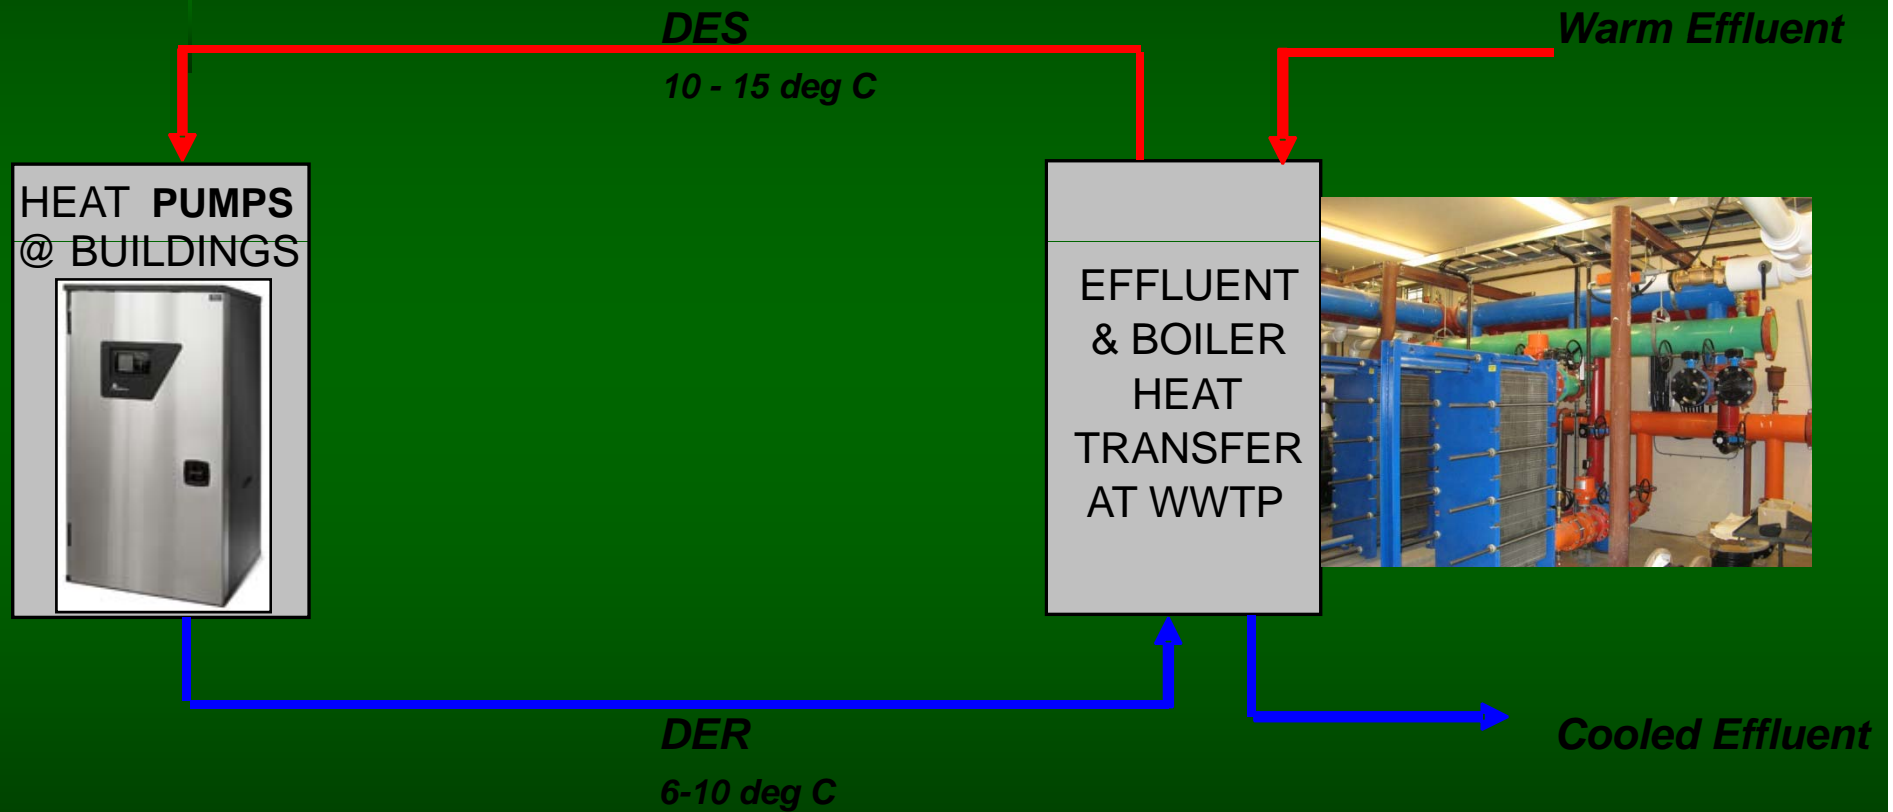 DES
10 - 15 deg C
Warm Effluent
HEAT PUMPS
@ BUILDINGS
EFFLUENT
& BOILER
HEAT
TRANSFER
AT WWTP
DER
6-10 deg C
Cooled Effluent